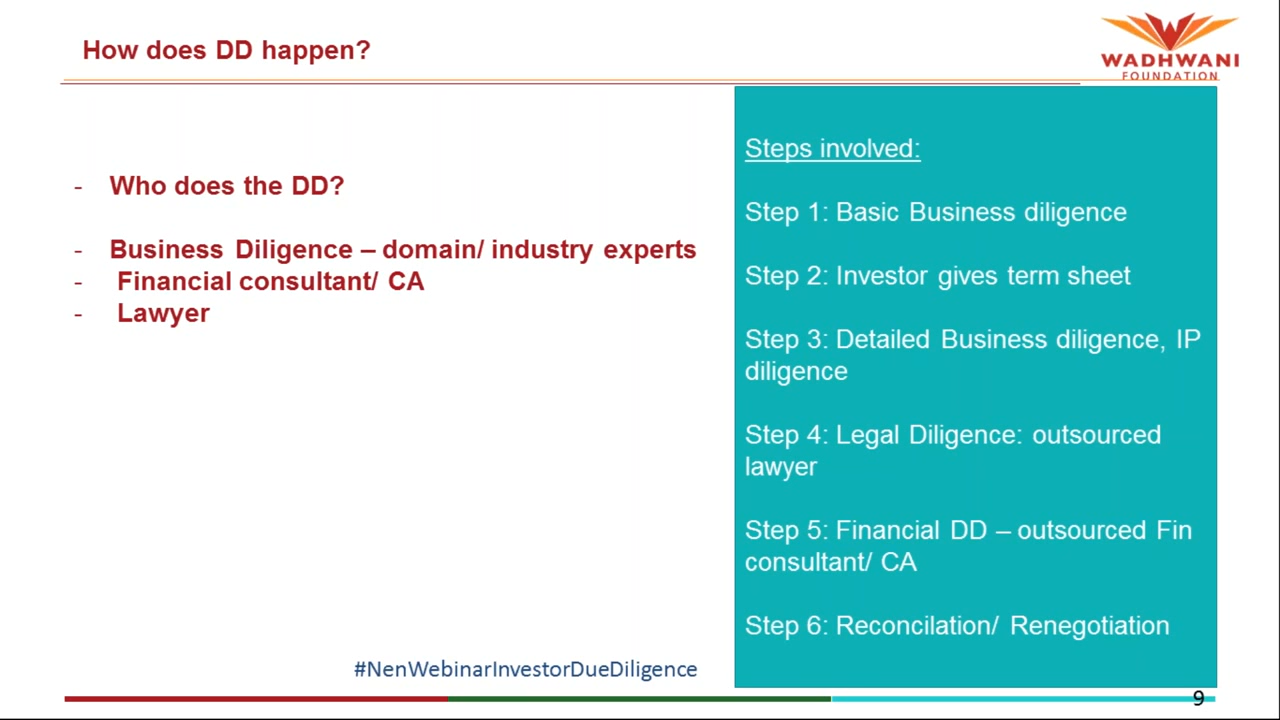 How does DD happen?
WADHWANI
FOUNDATION
- Who does the DD?
- Business Diligence – domain/ industry experts
- Financial consultant/ CA
- Lawyer
Steps involved:
Step 1: Basic Business diligence
Step 2: Investor gives term sheet
Step 3: Detailed Business diligence, IP
diligence
Step 4: Legal Diligence: outsourced
lawyer
Step 5: Financial DD – outsourced Fin
consultant/ CA
Step 6: Reconcilation/ Renegotiation
#NenWebinarInvestorDueDiligence
9